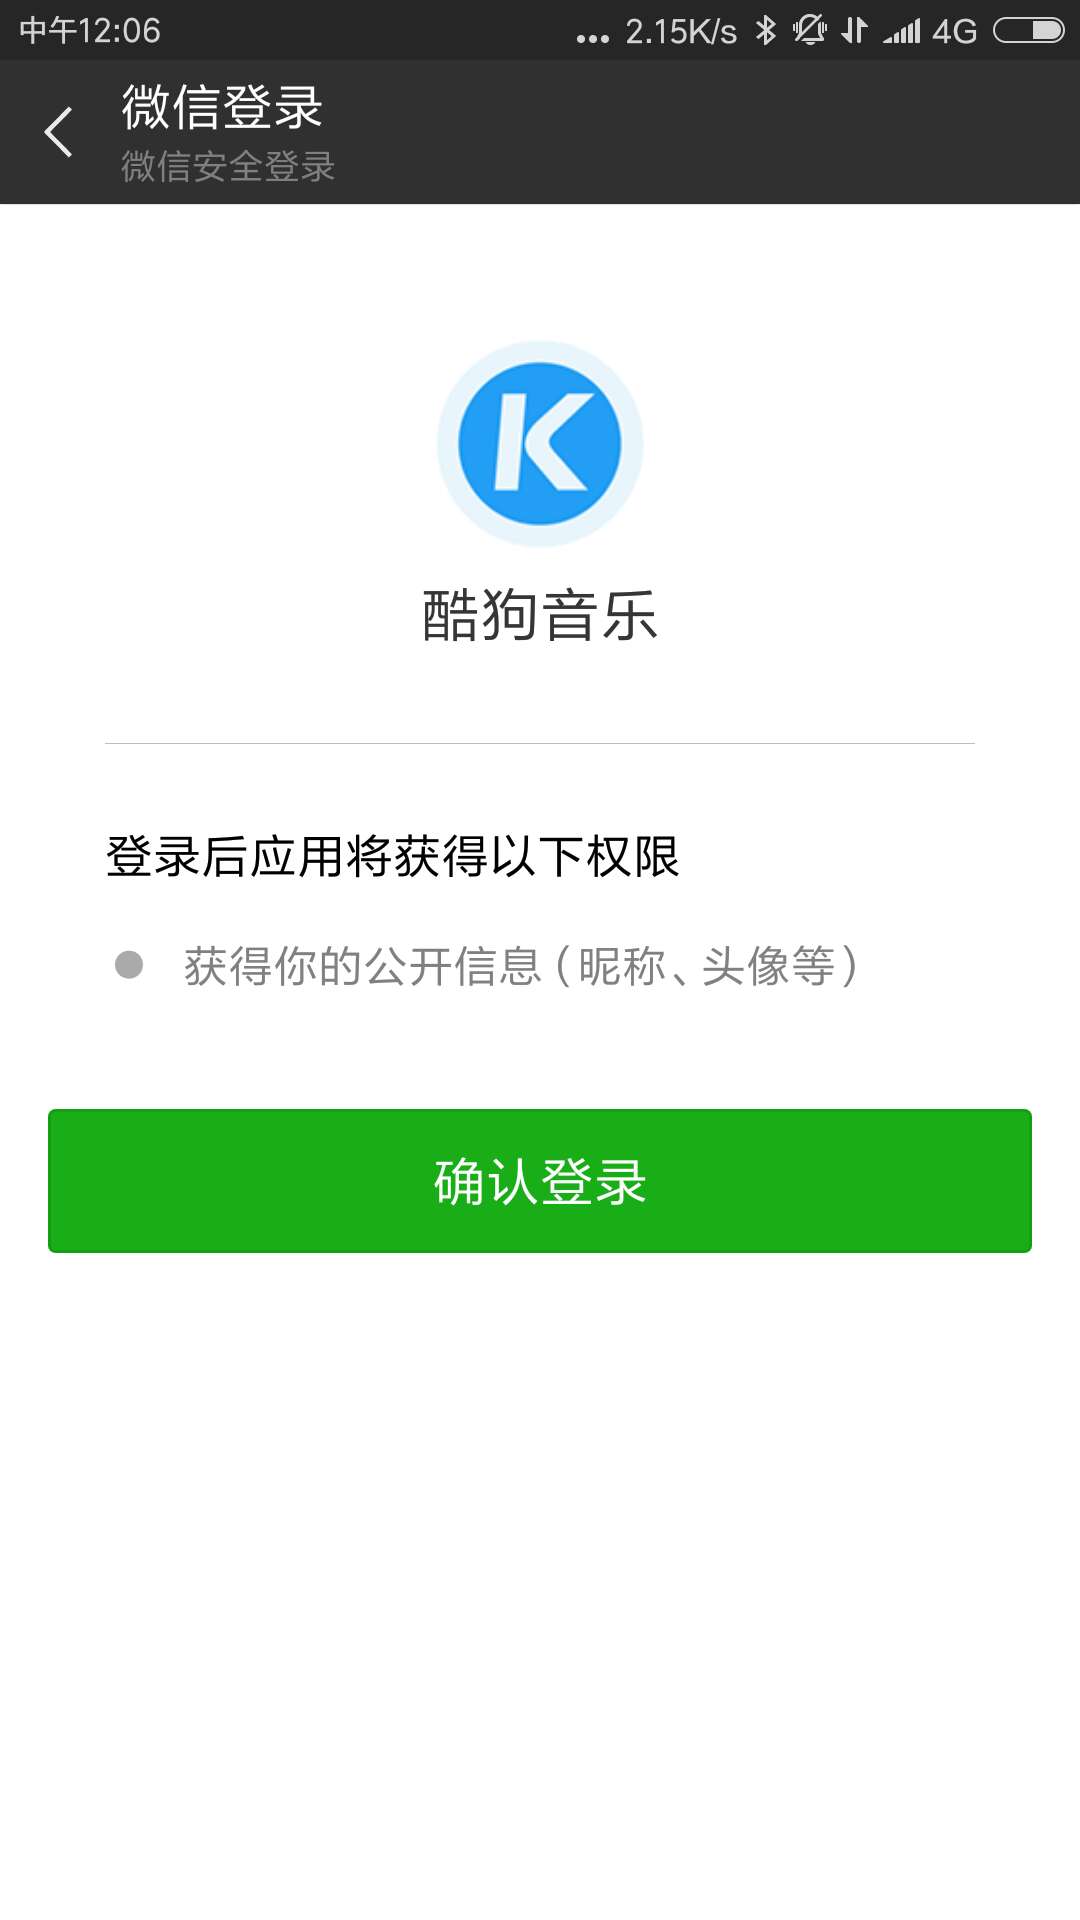 中午12:06
... 2.15K/s 4G
微信登录
微信安全登录
K
酷狗音乐
登录后应用将获得以下权限
获得你的公开信息（昵称、头像等）
确认登录